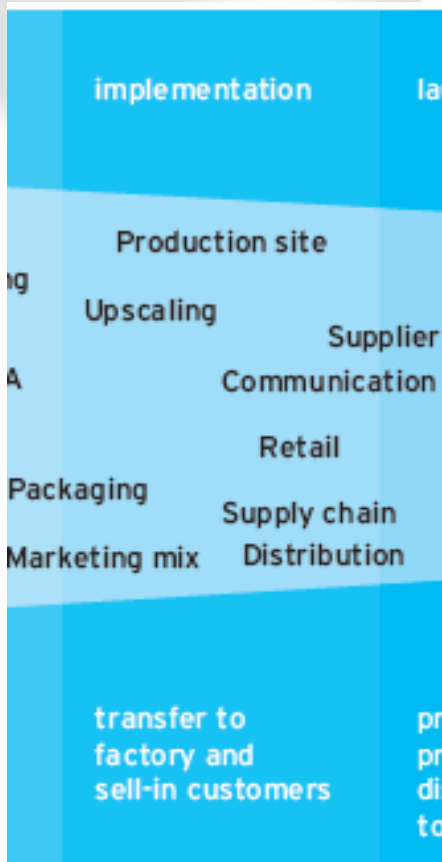 implementation
Production site
Upscaling
Supplier
A
Communication
Retail
Packaging
Supply chain
Marketing mix
Distribution
transfer to
factory and
sell-in customers